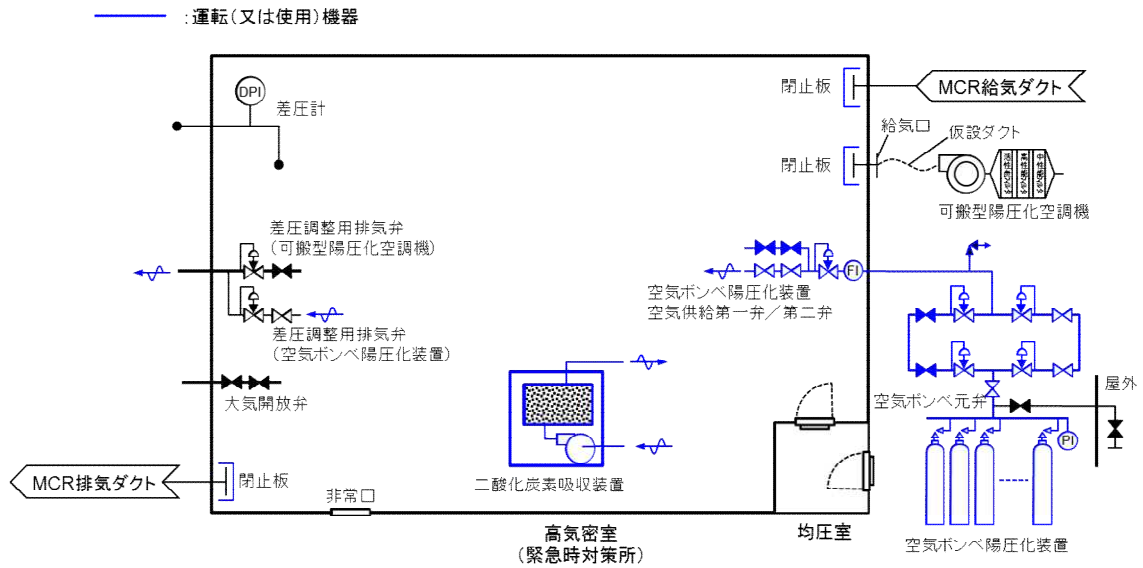 ：運転（又は使用）機器
DPI
差圧計
閉止板
MCR給気ダクト
給気口
仮設ダクト
閉止板
可搬型陽圧化空調機
差圧調整用排気弁
（可搬型陽圧化空調機）
FI
空気ボンベ陽圧化装置
空気供給第一弁／第二弁
差圧調整用排気弁
（空気ボンベ陽圧化装置）
大気開放弁
空気ボンベ元弁
屋外
PI
MCR排気ダクト
閉止板
二酸化炭素吸収装置
非常口
高気密室
（緊急時対策所）
均圧室
空気ボンベ陽圧化装置